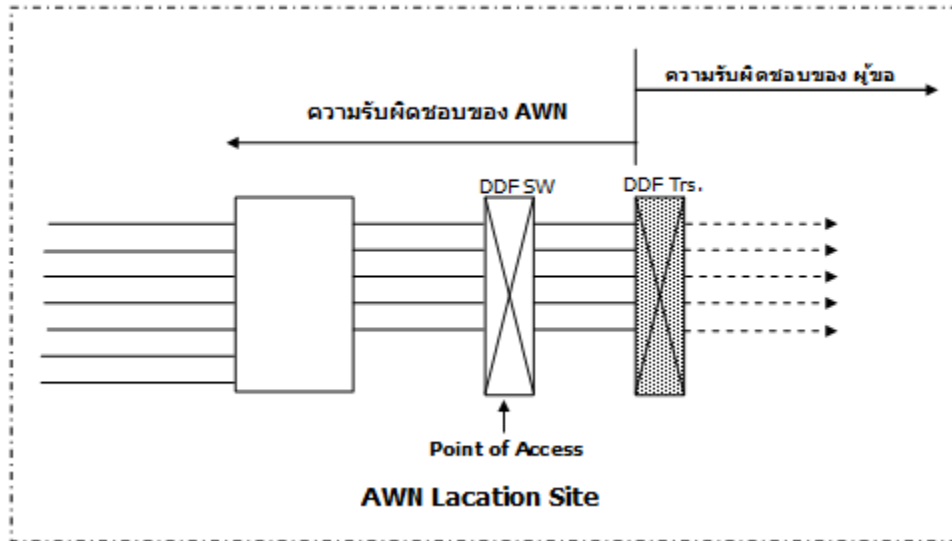 ความรับผิดชอบของ ผู้ขอ
ความรับผิดชอบของ AWN
DDF SW
DDF Trs.
Point of Access
AWN Lacation Site